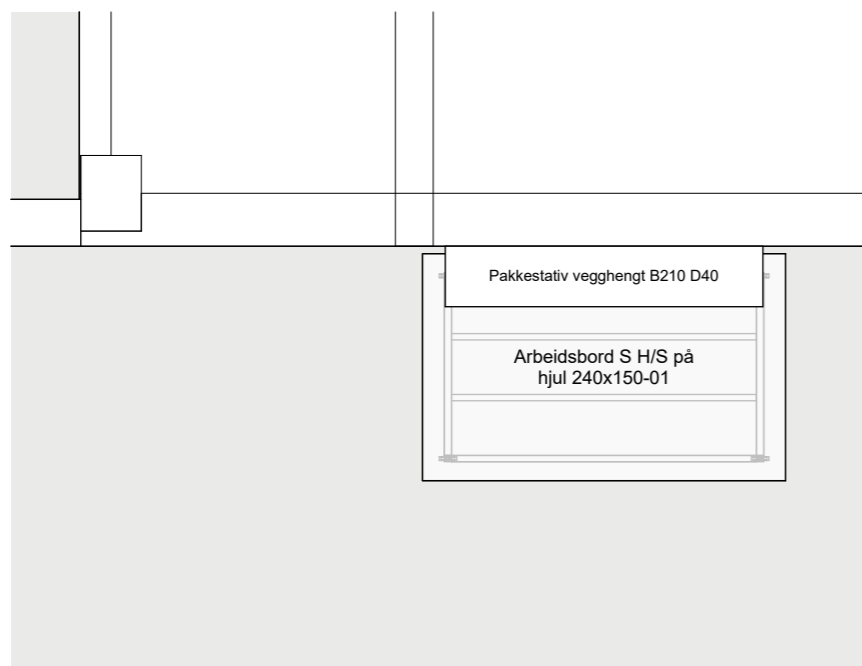 Pakkestativ vegghengt B210 D40
Arbeidsbord S H/S på
hjul 240x150-01